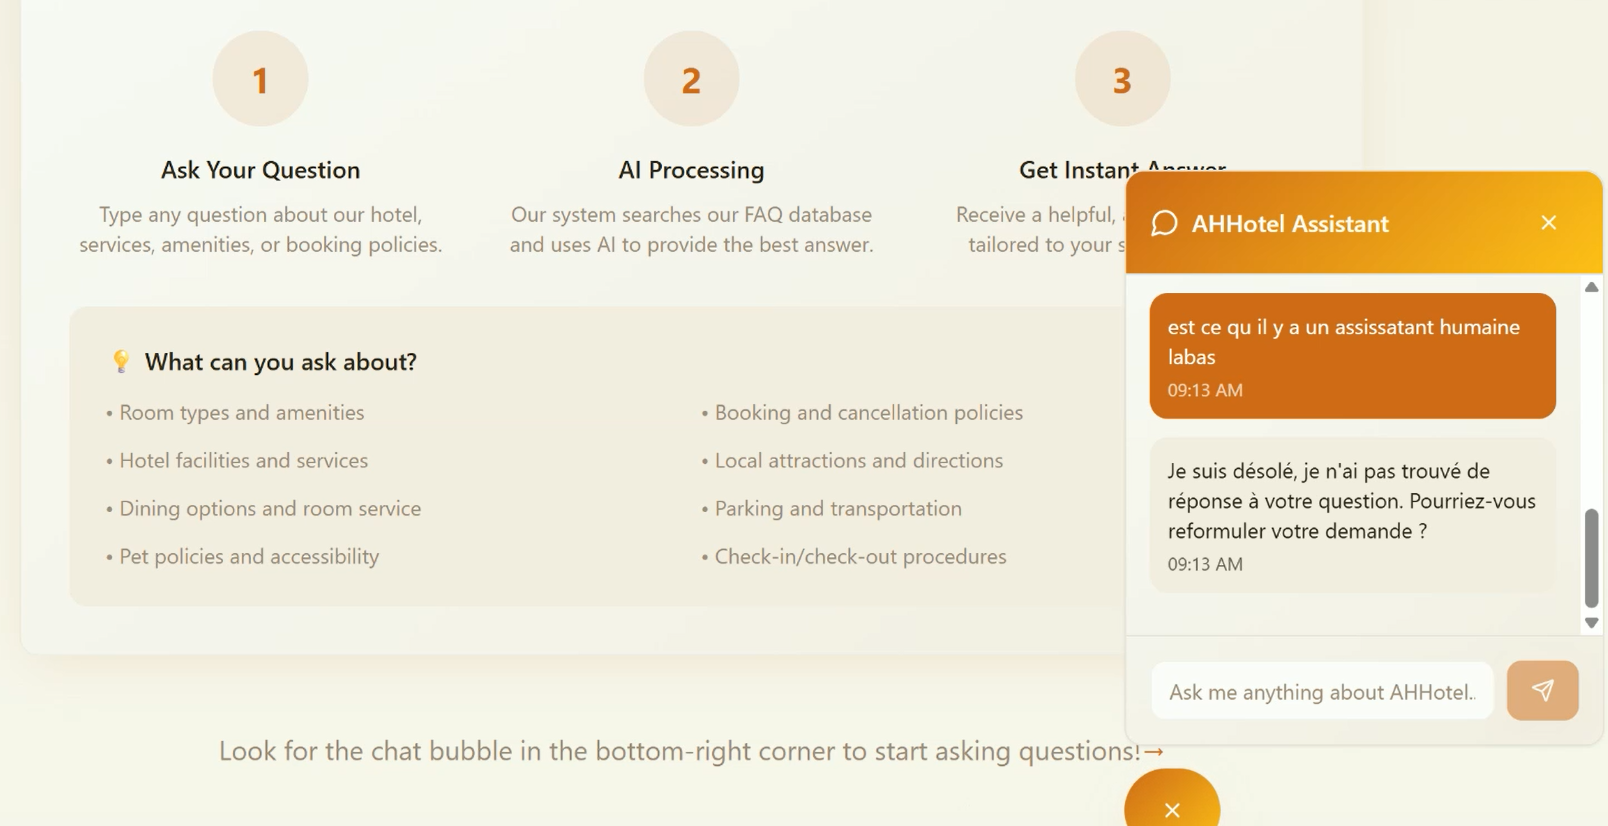 1
2
3
Ask Your Question
AI Processing
Get Instant Answer
Type any question about our hotel,
services, amenities, or booking policies.
Our system searches our FAQ database
and uses AI to provide the best answer.
Receive a helpful,
tailored to your
💡 What can you ask about?
• Room types and amenities
• Hotel facilities and services
• Dining options and room service
• Pet policies and accessibility
• Booking and cancellation policies
• Local attractions and directions
• Parking and transportation
• Check-in/check-out procedures
Look for the chat bubble in the bottom-right corner to start asking questions!→
AHHotel Assistant
est ce qu il y a un assissatant humaine
labas
09:13 AM
Je suis désolé, je n'ai pas trouvé de
réponse à votre question. Pourriez-vous
reformuler votre demande ?
09:13 AM
Ask me anything about AHHotel..